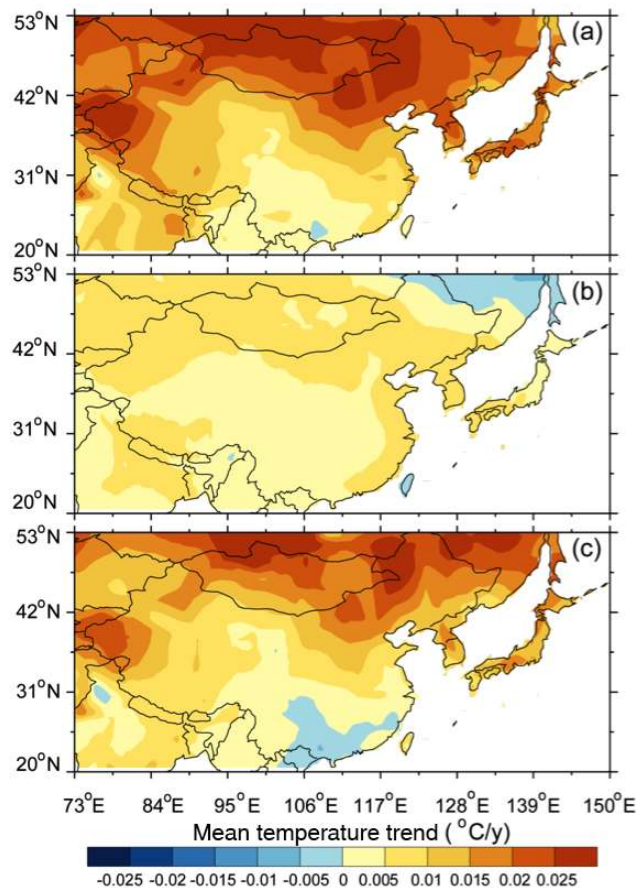 53°N
(a)
42°N
31°N
20°N
53°N
(b)
42°N
31°N
20°N
53°N
(c)
42°N
31°N
20°N
73°E 84°E 95°E 106°E 117°E 128°E 139°E 150°E
Mean temperature trend ( °C/y)
-0.025 -0.02 -0.015 -0.01 -0.005 0 0.005 0.01 0.015 0.02 0.025